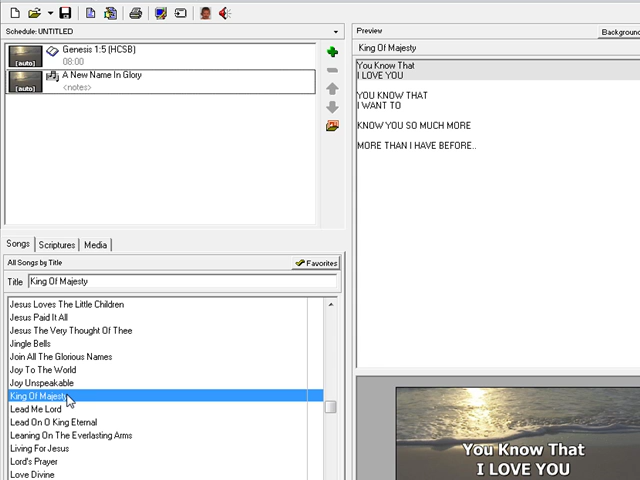 Schedule: UNTITLED
Genesis 1:5 (HCSB)
08:00
[auto]
A New Name In Glory
<notes>
[auto]
Songs
Scriptures
Media
All Songs by Title
Favorites
Title
King Of Majesty
Jesus Loves The Little Children
Jesus Paid It All
Jesus The Very Thought Of Thee
Jingle Bells
Join All The Glorious Names
Joy To The World
Joy Unspeakable
King Of Majesty
Lead Me Lord
Lead On O King Eternal
Leaning On The Everlasting Arms
Living For Jesus
Lord's Prayer
Love Divine
Preview
Background
King Of Majesty
You Know That
I LOVE YOU
YOU KNOW THAT
I WANT TO
KNOW YOU SO MUCH MORE
MORE THAN I HAVE BEFORE..
You Know That
I LOVE YOU